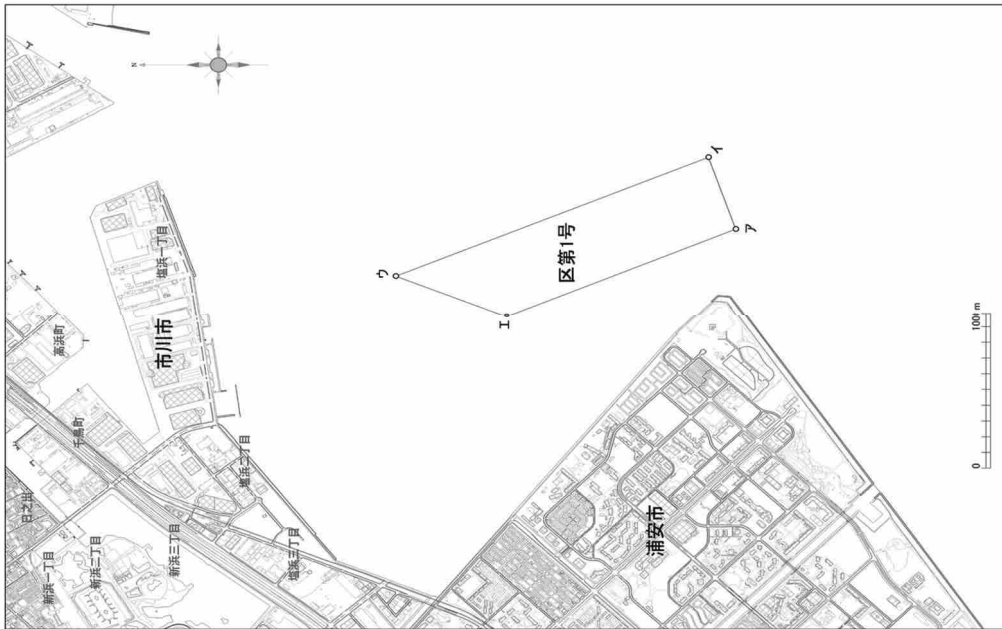 N
高浜町
市川市
塩浜一丁目
千鳥町
日之出
塩浜二丁目
新浜一丁目
新浜二丁目
新浜三丁目
塩浜三丁目
ウ
エ
区第1号
イ
ア
浦安市
0
100 m